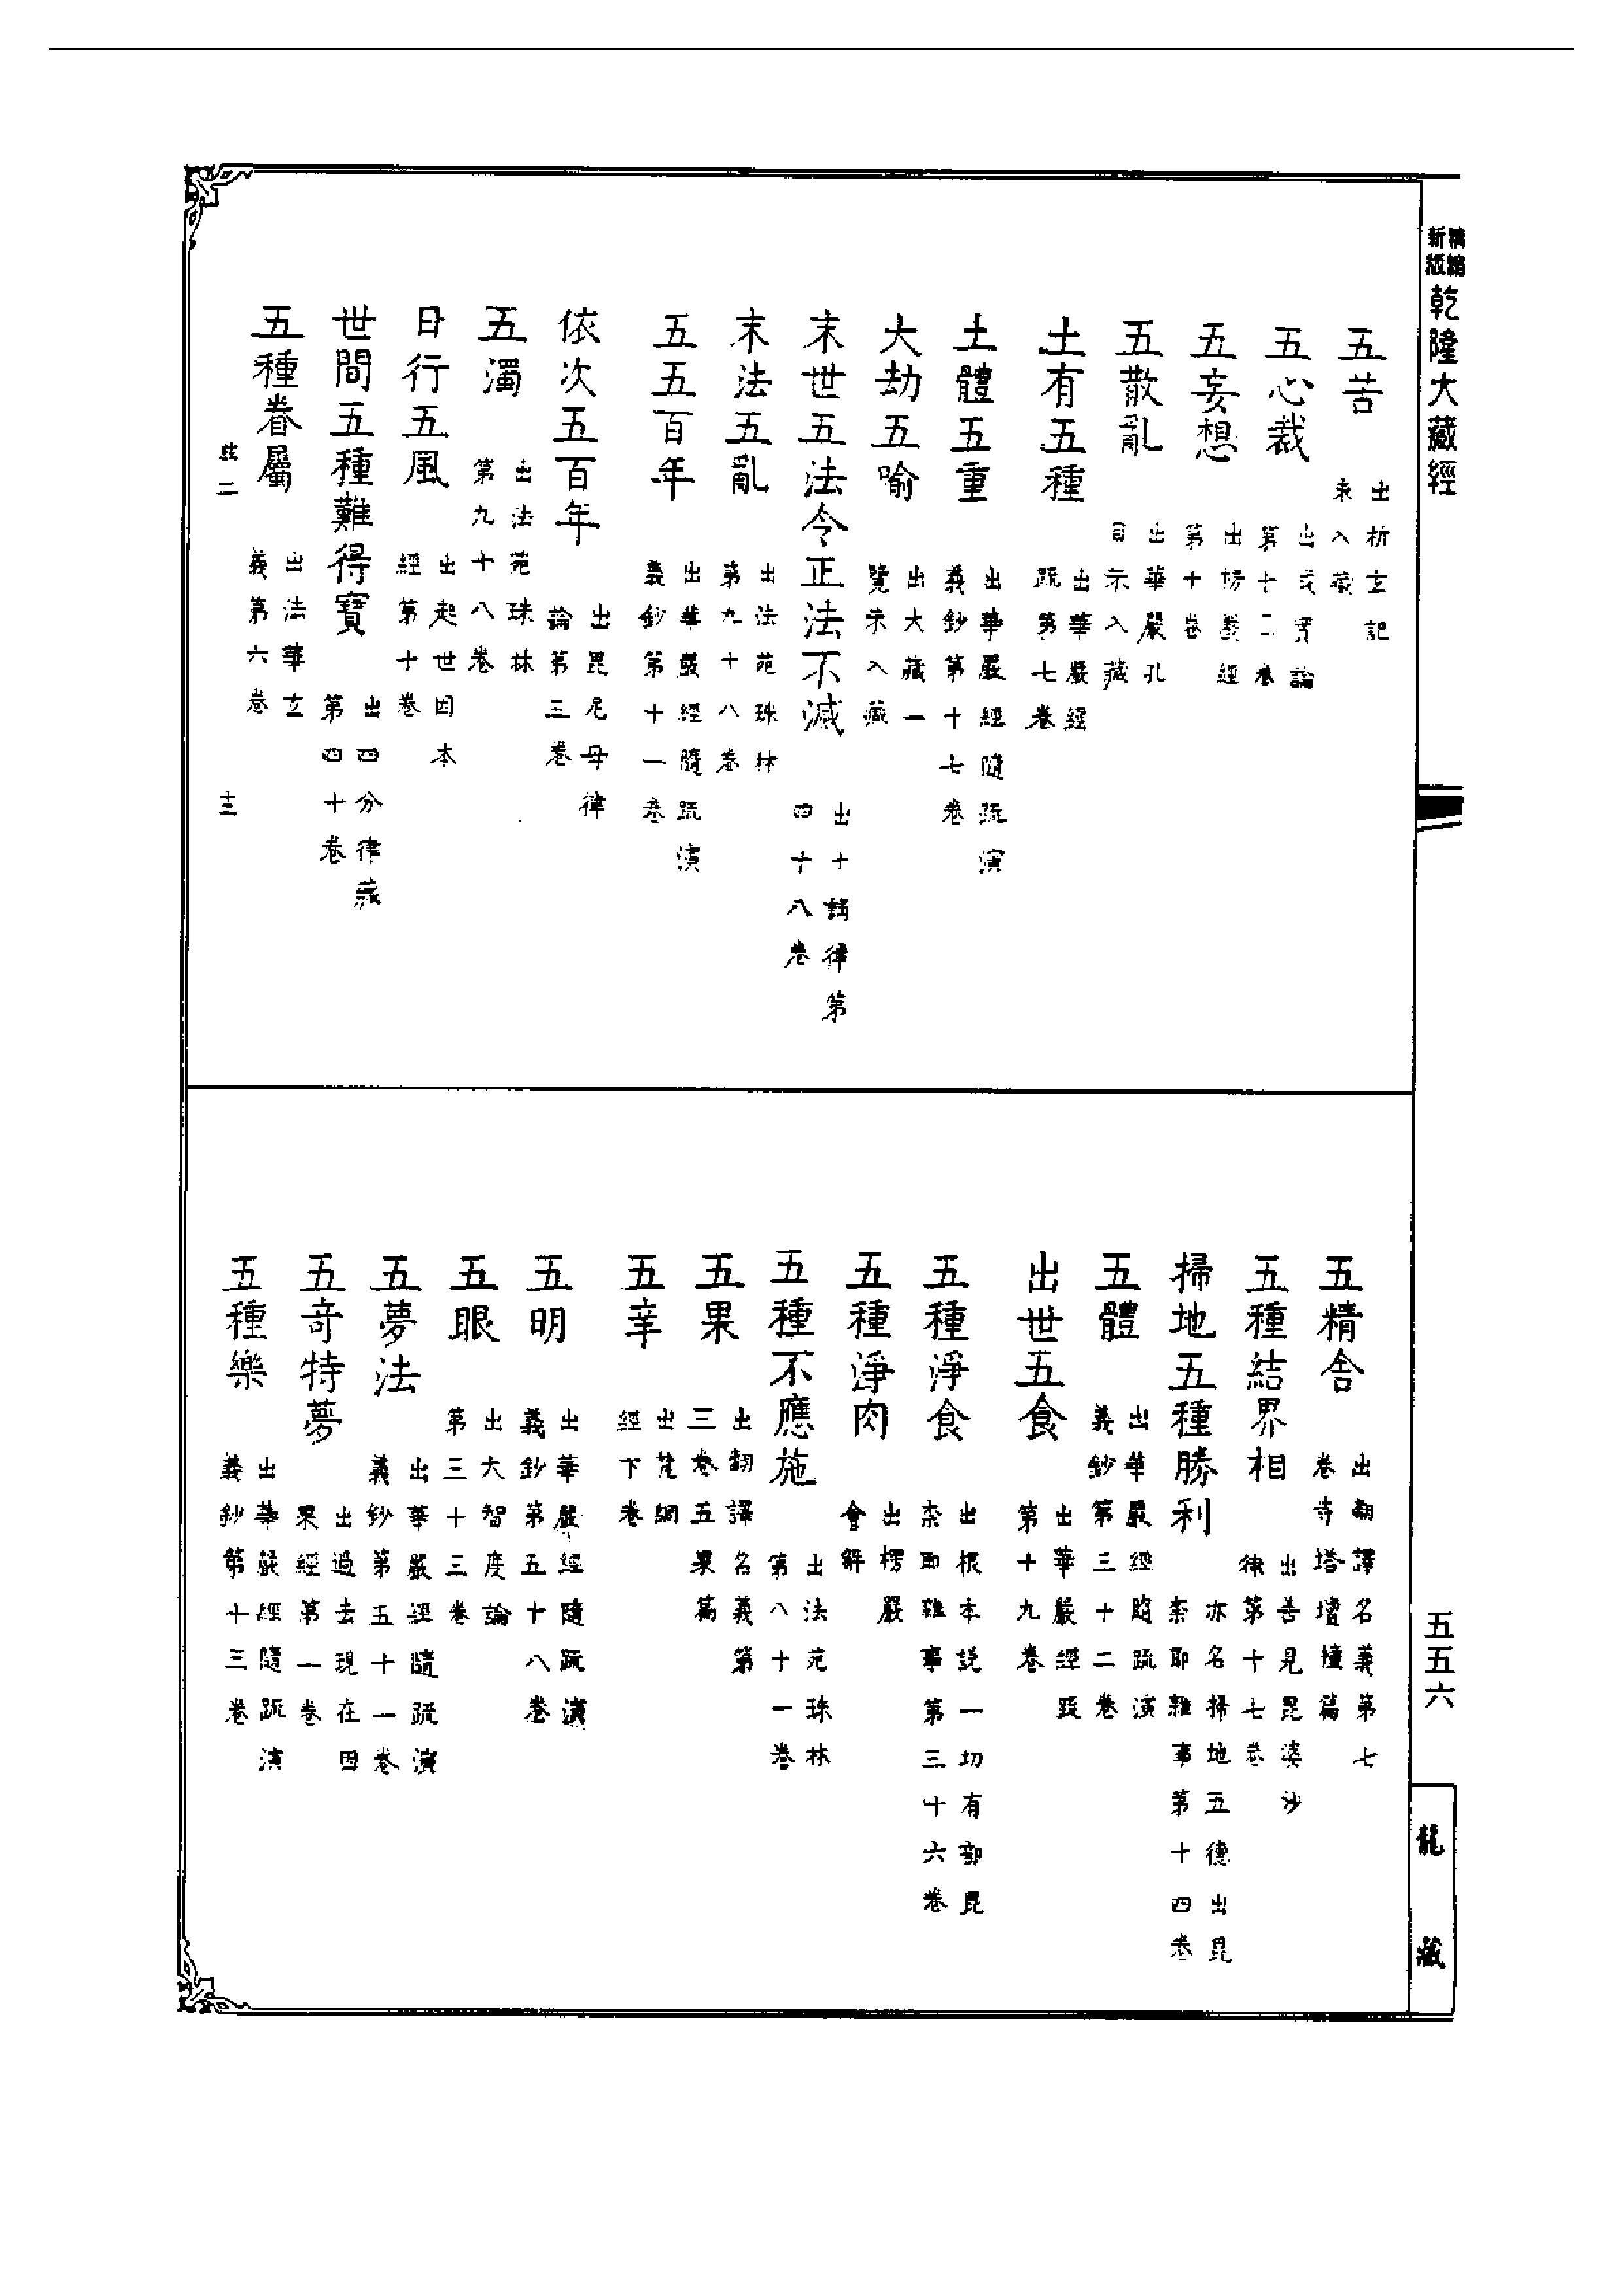 精縮新版 乾隆大藏經
五苦 出析玄記未入藏
五心裁 出成實論第十二卷
五妄想 出楞嚴經第十卷
五散亂 出華嚴孔目未入藏
土有五種 出華嚴經疏第七卷
土體五重 出華嚴經隨疏演義鈔第十七卷
大劫五喻 出大藏一覽未入藏
末世五法令正法不滅 出十誦律第四十八卷
末法五亂 出法苑珠林第九十八卷
五五百年 出華嚴經隨疏演義鈔第十一卷
依次五百年 出毘尼母律論第三卷
五濁 出法苑珠林第九十八卷
日行五風 出起世因本經第十卷
世間五種難得寶 出四分律藏第四十卷
五種眷屬 出法華玄義第六卷
二 十三
五精舍 出翻譯名義第七卷寺塔壇幢篇
五種結界相 出善見毘婆沙律第十七卷
掃地五種勝利 亦名掃地五德出毘柰耶雜事第十四卷
五體 出華嚴經隨疏演義鈔第三十二卷
出世五食 出華嚴經疏第十九卷
五種淨食 出根本說一切有部毘柰耶雜事第三十六卷
五種淨肉 出楞嚴會解
五種不應施 出法苑珠林第八十一卷
五果 出翻譯名義第三卷五果篇
五辛 出梵網經下卷
五明 出華嚴經隨疏演義鈔第五十八卷
五眼 出大智度論第三十三卷
五夢法 出華嚴經隨疏演義鈔第五十一卷
五奇特夢 出過去現在因果經第一卷
五種樂 出華嚴經隨疏演義鈔第十三卷
五五六
龍藏